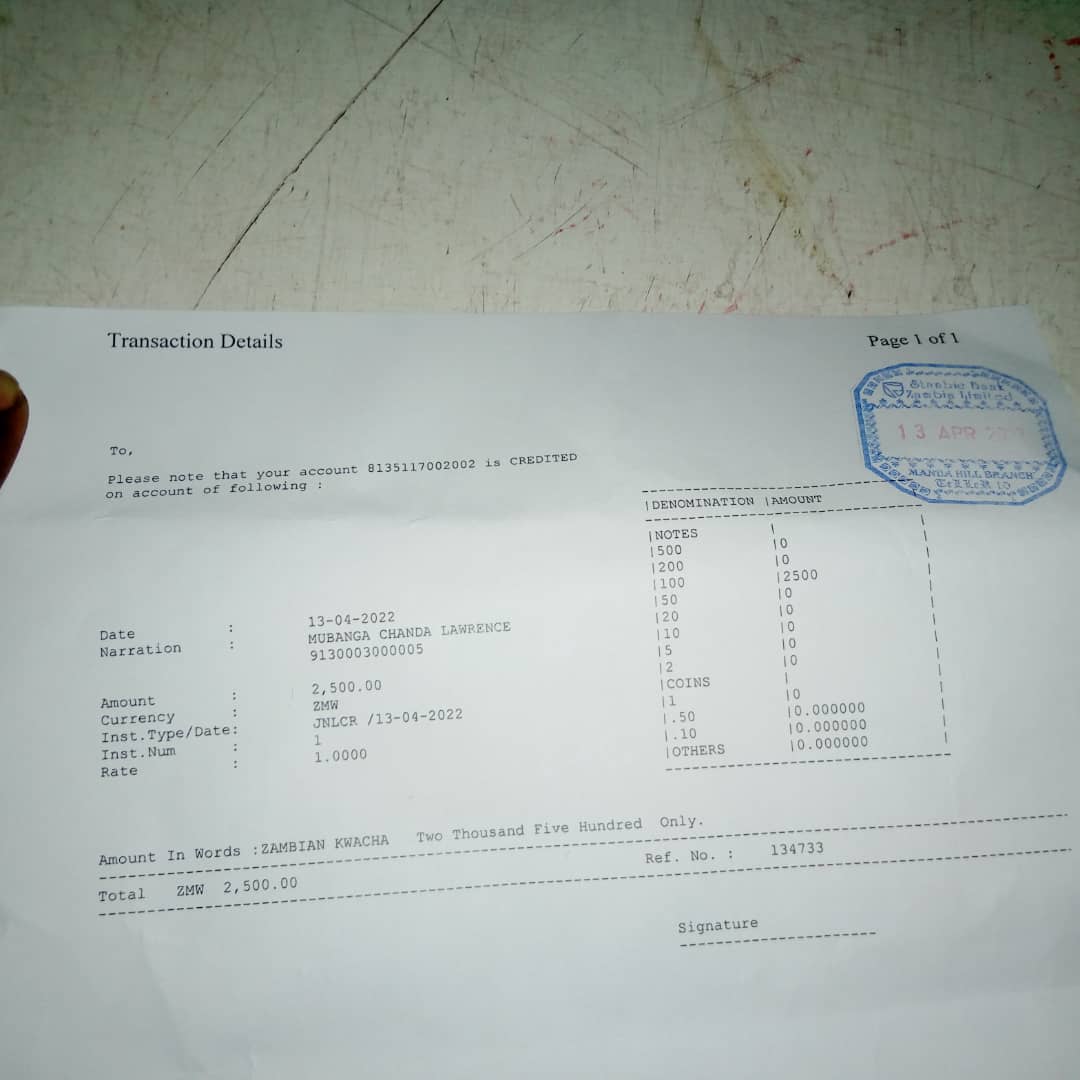 Transaction Details
Page 1 of 1
Stanbic Bank
Zambia Limited
13 APR
MANDA HILL BRANCH
TELLER 10
To,
Please note that your account 8135117002002 is CREDITED
on account of following :
|DENOMINATION |AMOUNT
|NOTES |
|500 |0
|200 |0
|100 |2500
|50 |0
|20 |0
|10 |0
|5 |0
|2 |0
|COINS |
|1 |0
|.50 |0.000000
|.10 |0.000000
|OTHERS |0.000000
Date : 13-04-2022
Narration : MUBANGA CHANDA LAWRENCE
9130003000005
Amount : 2,500.00
Currency : ZMW
Inst.Type/Date: JNLCR /13-04-2022
Inst.Num : 1
Rate : 1.0000
Amount In Words :ZAMBIAN KWACHA Two Thousand Five Hundred Only.
Total ZMW 2,500.00 Ref. No. : 134733
Signature